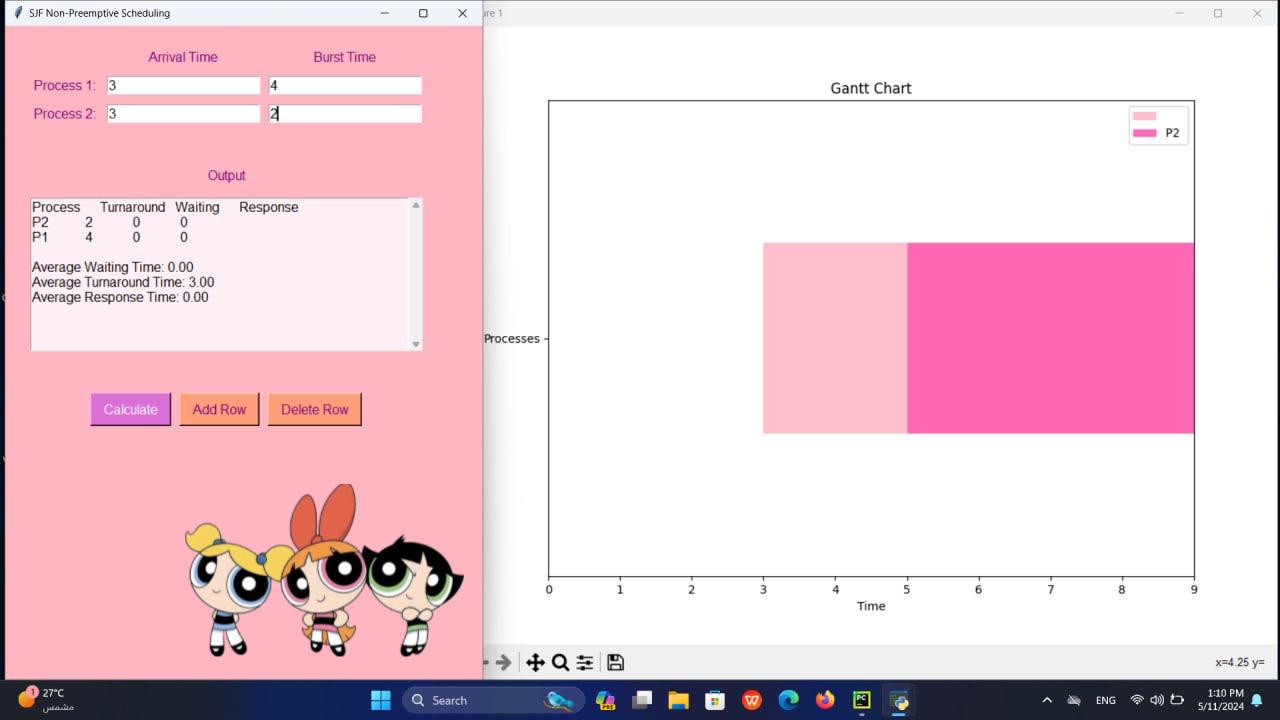 SJF Non-Preemptive Scheduling
ure 1
Arrival Time Burst Time
Process 1: 3 4
Process 2: 3 2
Output
Process Turnaround Waiting Response
P2 2 0 0
P1 4 0 0
Average Waiting Time: 0.00
Average Turnaround Time: 3.00
Average Response Time: 0.00
Calculate Add Row Delete Row
Gantt Chart
P2
Processes
0 1 2 3 4 5 6 7 8 9
Time
x=4.25 y=
1
27°C
مشمس
Search
PRE
PC
ENG
1:10 PM
5/11/2024